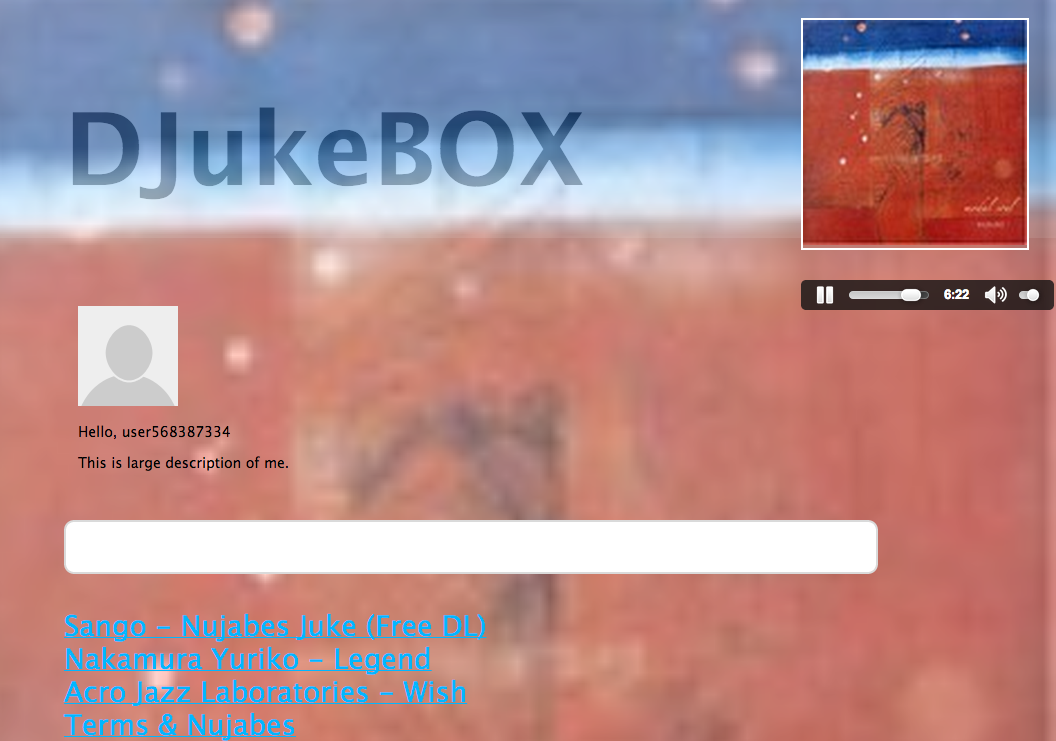 DJukeBOX
modal soul
6:22
Hello, user568387334
This is large description of me.
Sango - Nujabes Juke (Free DL)
Nakamura Yuriko - Legend
Acro Jazz Laboratories - Wish
Terms & Nujabes